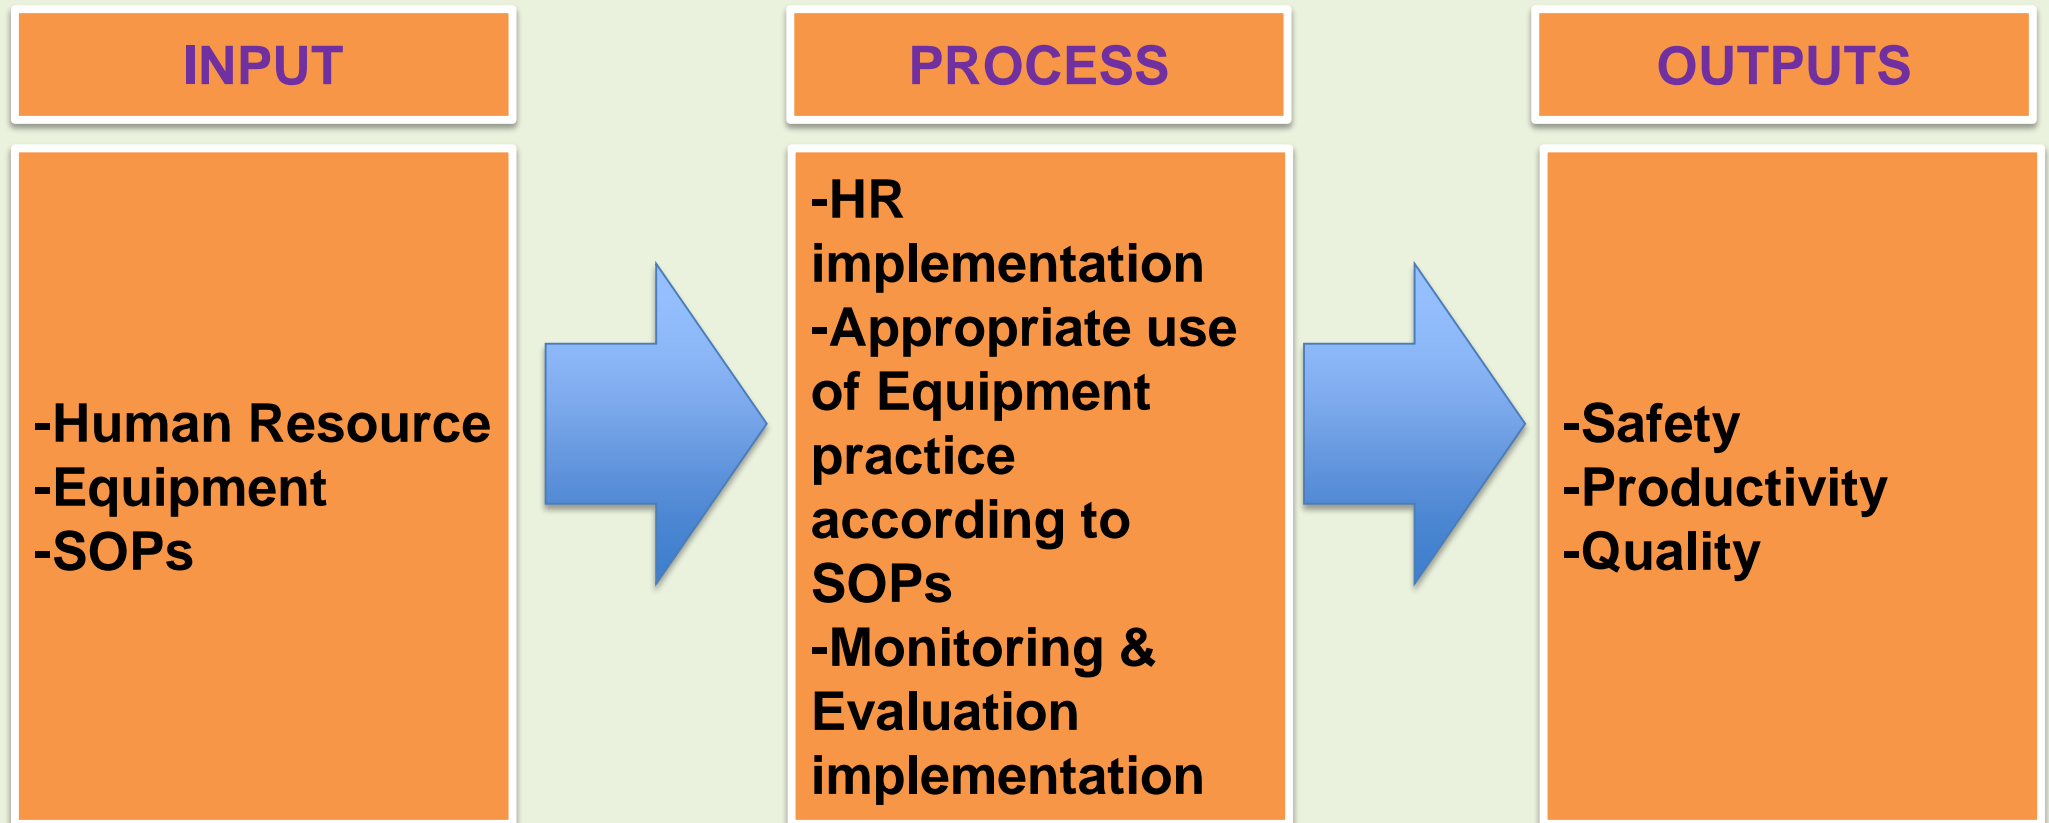 INPUT
PROCESS
OUTPUTS
-Human Resource
-Equipment
-SOPs
-HR
implementation
-Appropriate use
of Equipment
practice
according to
SOPs
-Monitoring &
Evaluation
implementation
-Safety
-Productivity
-Quality